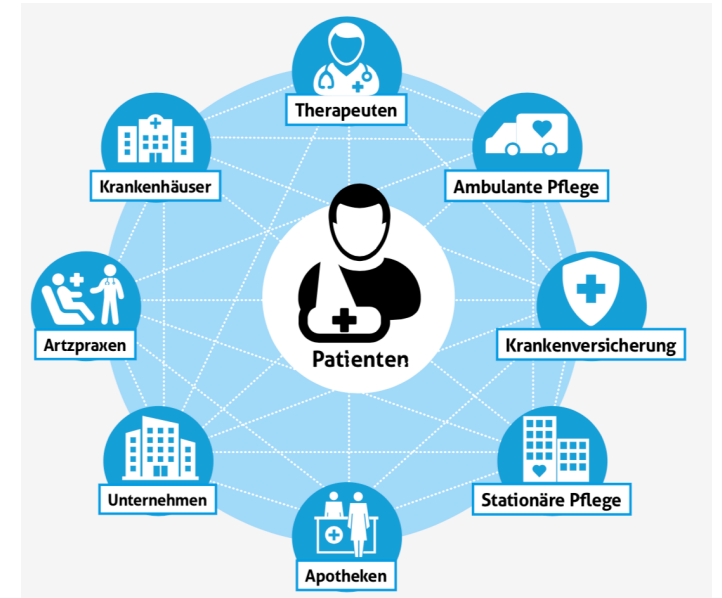 Therapeuten
Krankenhäuser
Ambulante Pflege
Artzpraxen
Krankenversicherung
Patienten
Unternehmen
Stationäre Pflege
Apotheken